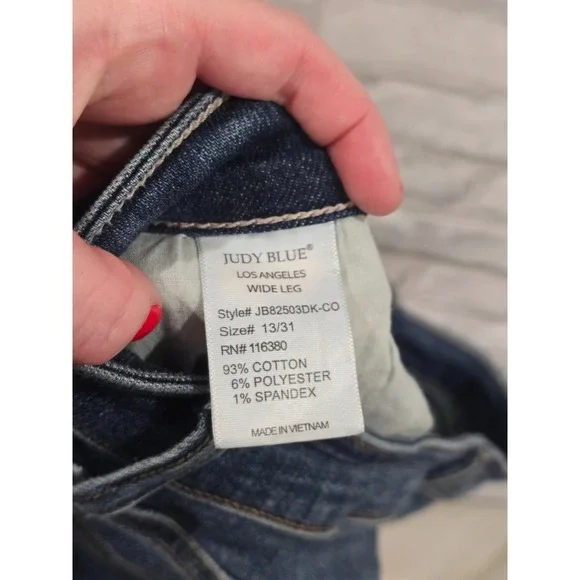 JUDY BLUE®
LOS ANGELES
WIDE LEG
Style# JB82503DK-CO
Size# 13/31
RN# 116380
93% COTTON
6% POLYESTER
1% SPANDEX
MADE IN VIETNAM